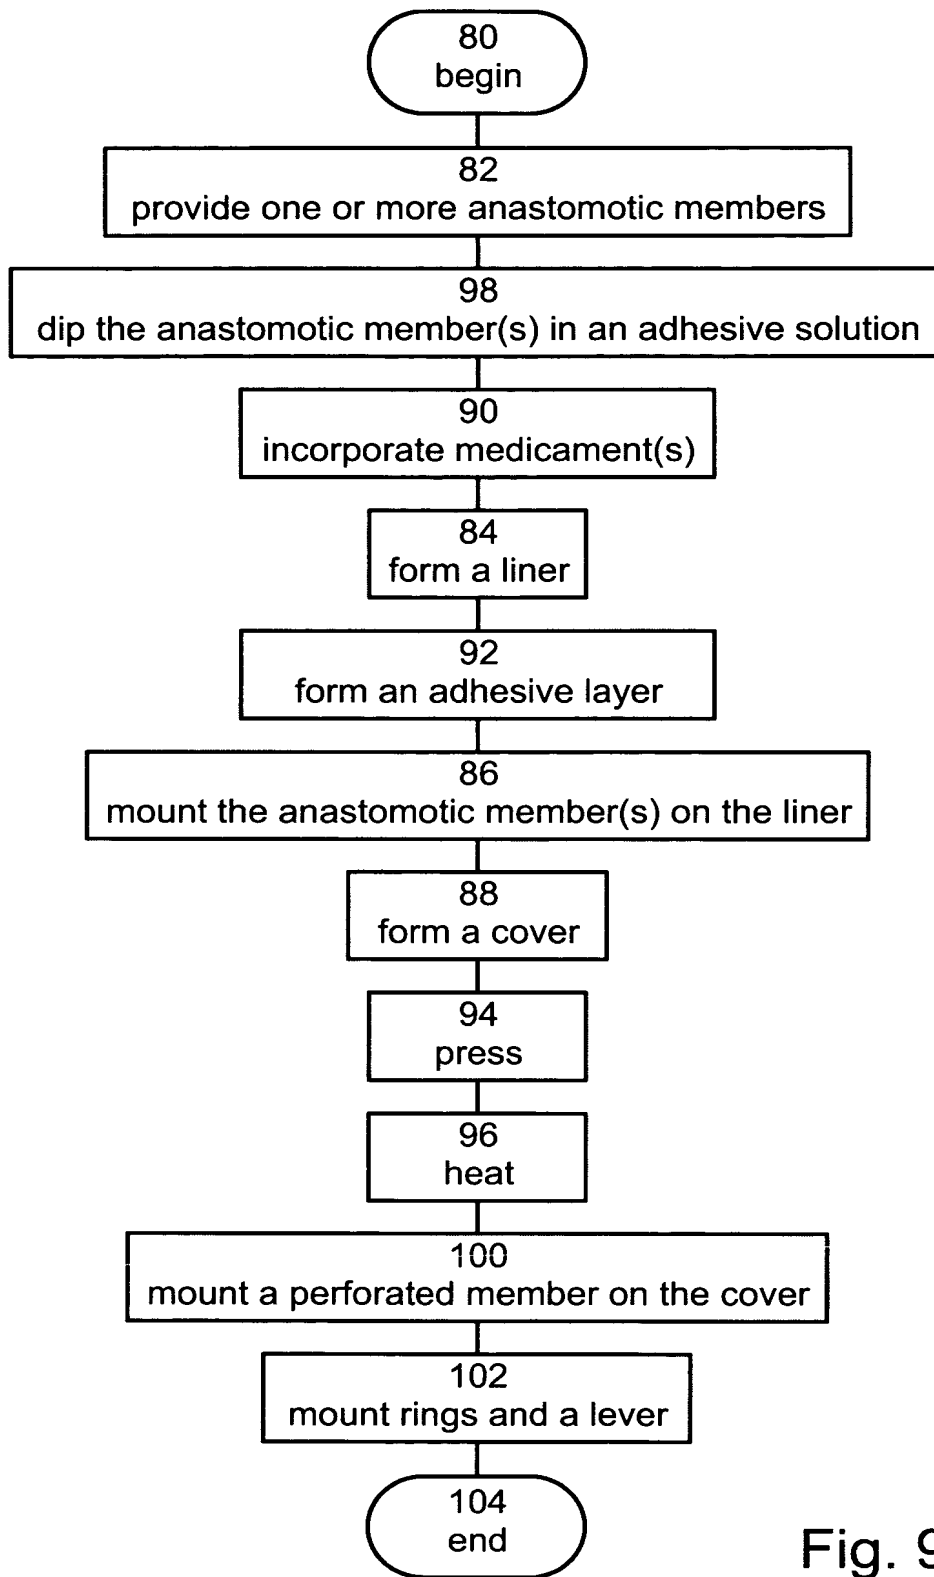 80
begin
82
provide one or more anastomotic members
98
dip the anastomotic member(s) in an adhesive solution
90
incorporate medicament(s)
84
form a liner
92
form an adhesive layer
86
mount the anastomotic member(s) on the liner
88
form a cover
94
press
96
heat
100
mount a perforated member on the cover
102
mount rings and a lever
104
end
Fig. 9